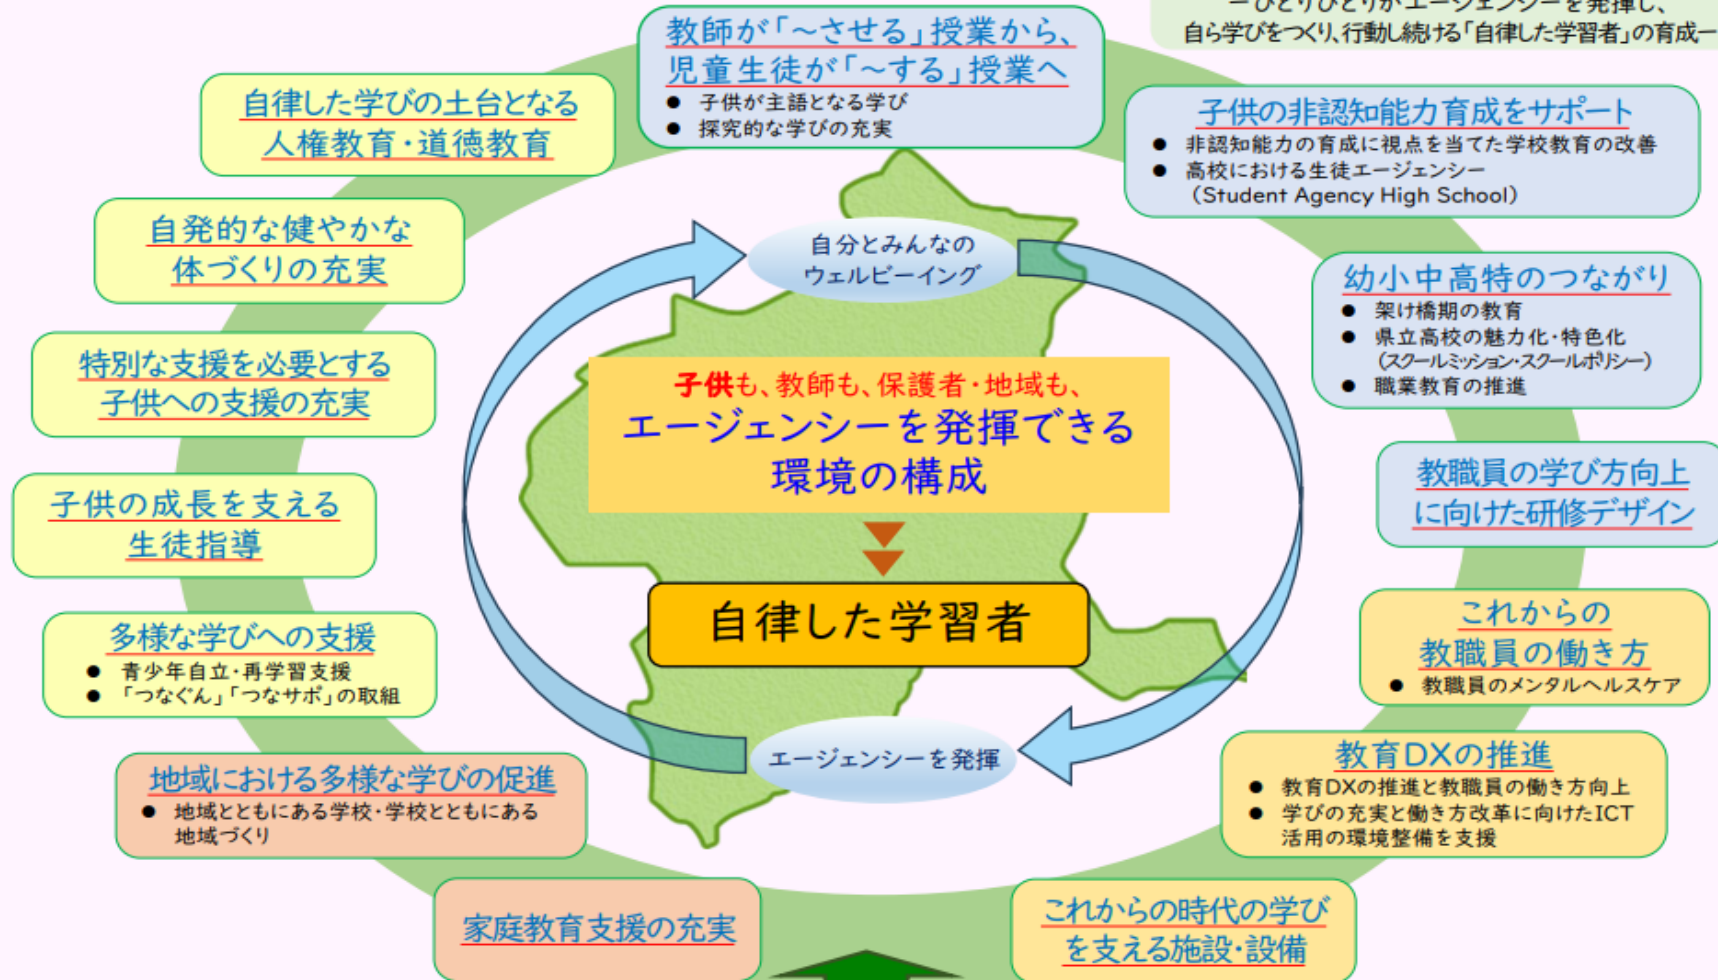 ーひとりひとりがエージェンシーを発揮し、
自ら学びをつくり、行動し続ける「自律した学習者」の育成ー
教師が「～させる」授業から、
児童生徒が「～する」授業へ
● 子供が主語となる学び
● 探究的な学びの充実
子供の非認知能力育成をサポート
● 非認知能力の育成に視点を当てた学校教育の改善
● 高校における生徒エージェンシー
（Student Agency High School）
幼小中高特のつながり
● 架け橋期の教育
● 県立高校の魅力化・特色化
（スクールミッション・スクールポリシー）
● 職業教育の推進
教職員の学び方向上
に向けた研修デザイン
これからの
教職員の働き方
● 教職員のメンタルヘルスケア
教育DXの推進
● 教育DXの推進と教職員の働き方向上
● 学びの充実と働き方改革に向けたICT
活用の環境整備を支援
これからの時代の学び
を支える施設・設備
家庭教育支援の充実
地域における多様な学びの促進
● 地域とともにある学校・学校とともにある
地域づくり
多様な学びへの支援
● 青少年自立・再学習支援
● 「つなぐん」「つなサポ」の取組
子供の成長を支える
生徒指導
特別な支援を必要とする
子供への支援の充実
自発的な健やかな
体づくりの充実
自律した学びの土台となる
人権教育・道徳教育
自分とみんなの
ウェルビーイング
子供も、教師も、保護者・地域も、
エージェンシーを発揮できる
環境の構成
自律した学習者
エージェンシーを発揮